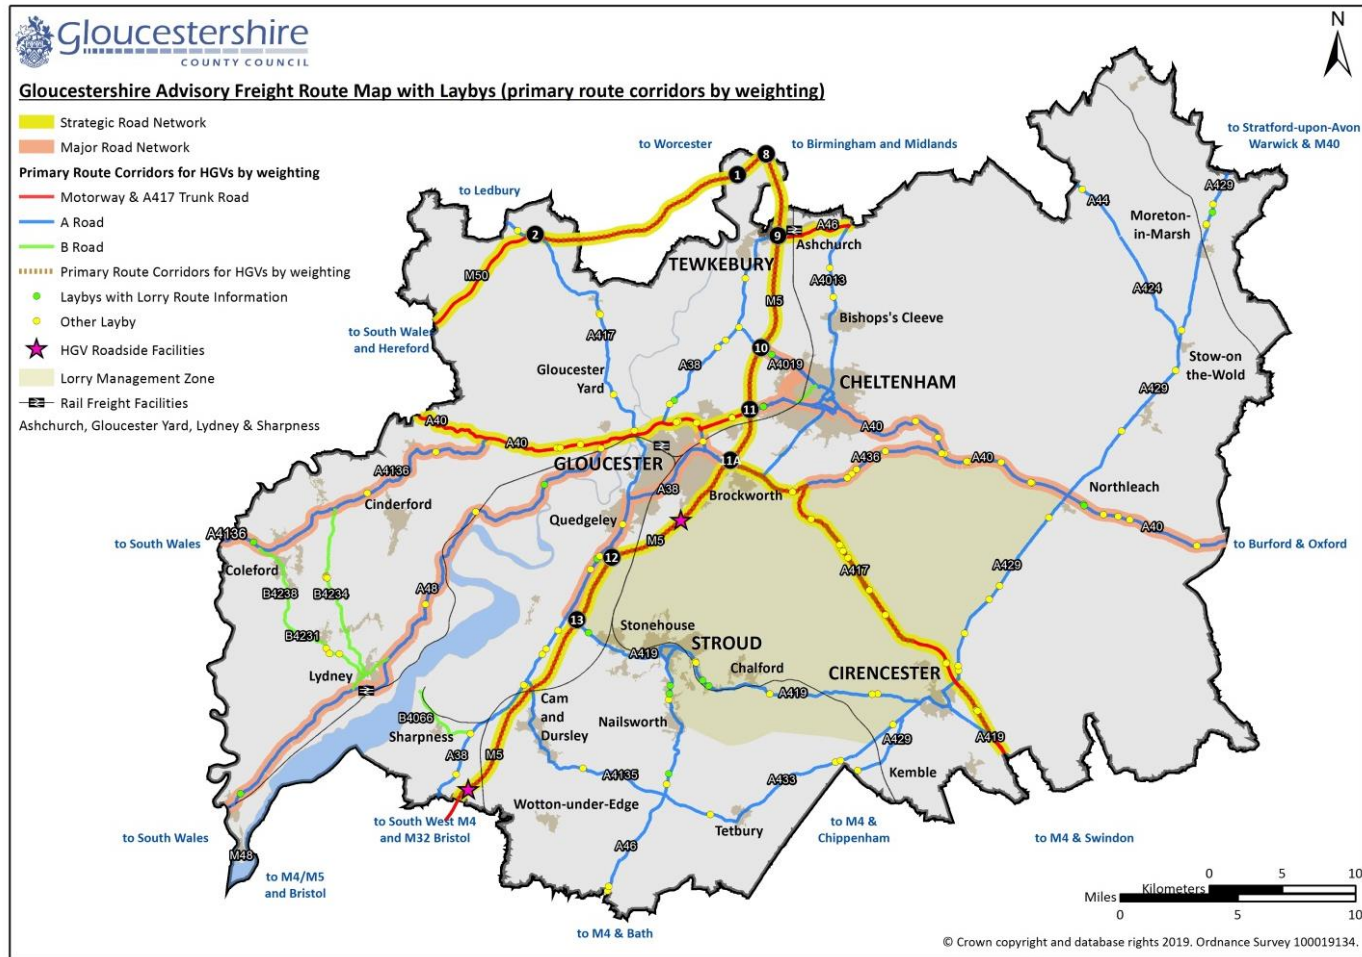 Gloucestershire
COUNTY COUNCIL
N
Gloucestershire Advisory Freight Route Map with Laybys (primary route corridors by weighting)
Strategic Road Network
Major Road Network
Primary Route Corridors for HGVs by weighting
Motorway & A417 Trunk Road
A Road
B Road
Primary Route Corridors for HGVs by weighting
Laybys with Lorry Route Information
Other Layby
HGV Roadside Facilities
Lorry Management Zone
Rail Freight Facilities
Ashchurch, Gloucester Yard, Lydney & Sharpness
to Worcester
to Birmingham and Midlands
to Stratford-upon-Avon
Warwick & M40
to Ledbury
8
1
2
9
A46
Ashchurch
TEWKEBURY
A44
A429
Moreton-
in-Marsh
M50
M5
A4013
A424
Bishops's Cleeve
to South Wales
and Hereford
A417
10
A4019
A38
Gloucester
Yard
CHELTENHAM
Stow-on
the-Wold
A429
A40
A40
11
A40
GLOUCESTER
11A
A436
A40
A4136
Cinderford
A38
Brockworth
Northleach
Quedgeley
A40
A4136
to South Wales
M5
12
to Burford & Oxford
Coleford
B4238
B4234
A48
A417
A429
B4231
13
Stonehouse
STROUD
A419
Chalford
CIRENCESTER
Lydney
A419
Cam
and
Dursley
Nailsworth
B4066
Sharpness
A38
M5
A429
A419
Kemble
A4135
A433
Wotton-under-Edge
Tetbury
to South West M4
and M32 Bristol
to M4 &
Chippenham
to M4 & Swindon
to South Wales
M48
A46
to M4/M5
and Bristol
to M4 & Bath
0 5 10
Kilometers
Miles
0 5 10
© Crown copyright and database rights 2019. Ordnance Survey 100019134.